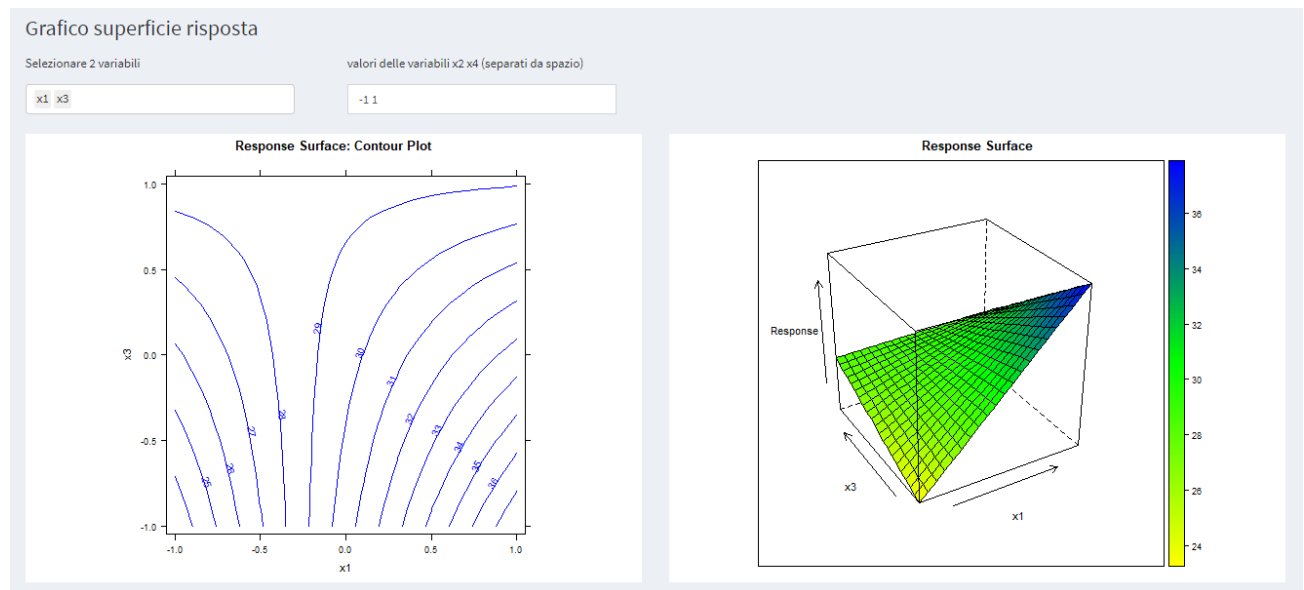 Grafico superficie risposta
Selezionare 2 variabili
valori delle variabili x2 x4 (separati da spazio)
x1 x3
-1 1
Response Surface: Contour Plot
1.0
0.5
0.0
-0.5
-1.0
x3
29
30
31
28
32
33
27
34
26
35
25
36
-1.0 -0.5 0.0 0.5 1.0
x1
Response Surface
Response
x3
x1
36
34
32
30
28
26
24